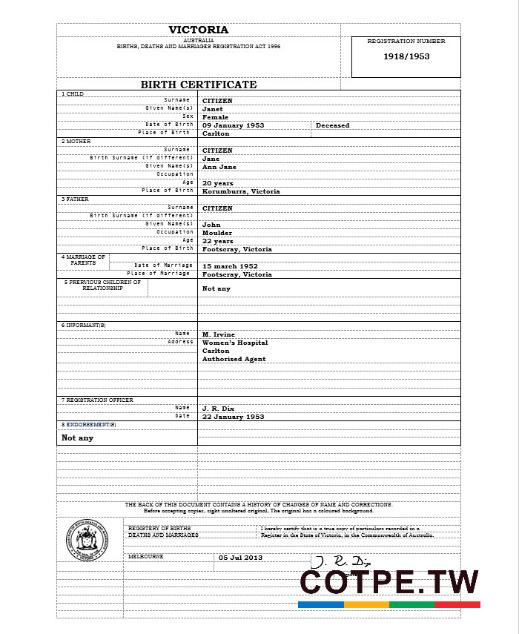 VICTORIA
AUSTRALIA
BIRTHS, DEATHS AND MARRIAGES REGISTRATION ACT 1996
REGISTRATION NUMBER
1918/1953
BIRTH CERTIFICATE
1 CHILD
Surname CITIZEN
Given Name(s) Janet
Sex Female
Date of Birth 09 January 1953 Deceased
Place of Birth Carlton
2 MOTHER
Surname CITIZEN
Birth Surname (if different) Jane
Given Name(s) Ann Jane
Occupation
Age 20 years
Place of Birth Korumburra, Victoria
3 FATHER
Surname CITIZEN
Birth Surname (if different)
Given Name(s) John
Occupation Moulder
Age 22 years
Place of Birth Footscray, Victoria
4 MARRIAGE OF PARENTS
Date of Marriage 15 march 1952
Place of Marriage Footscray, Victoria
5 PRERVIOUS CHILDREN OF RELATIONSHIP
Not any
6 INFORMANT(S)
Name M. Irvine
Address Women's Hospital
Carlton
Authorized Agent
7 REGISTRATION OFFICER
Name J. R. Dix
Date 22 January 1953
8 ENDORSEMENT(S)
Not any
THE BACK OF THIS DOCUMENT CONTAINS A HISTORY OF CHANGES OF NAME AND CORRECTIONS.
Before accepting copies, sight unaltered original. The original has a coloured background.
REGISTERY OF BIRTHS
DEATHS AND MARRIAGES
I hereby certify that is a true copy of particulars recorded in a
Register in the State of Victoria, in the Commonwealth of Australia.
MELBOURNE 05 Jul 2013
J. R. Dix
COTPE.TW